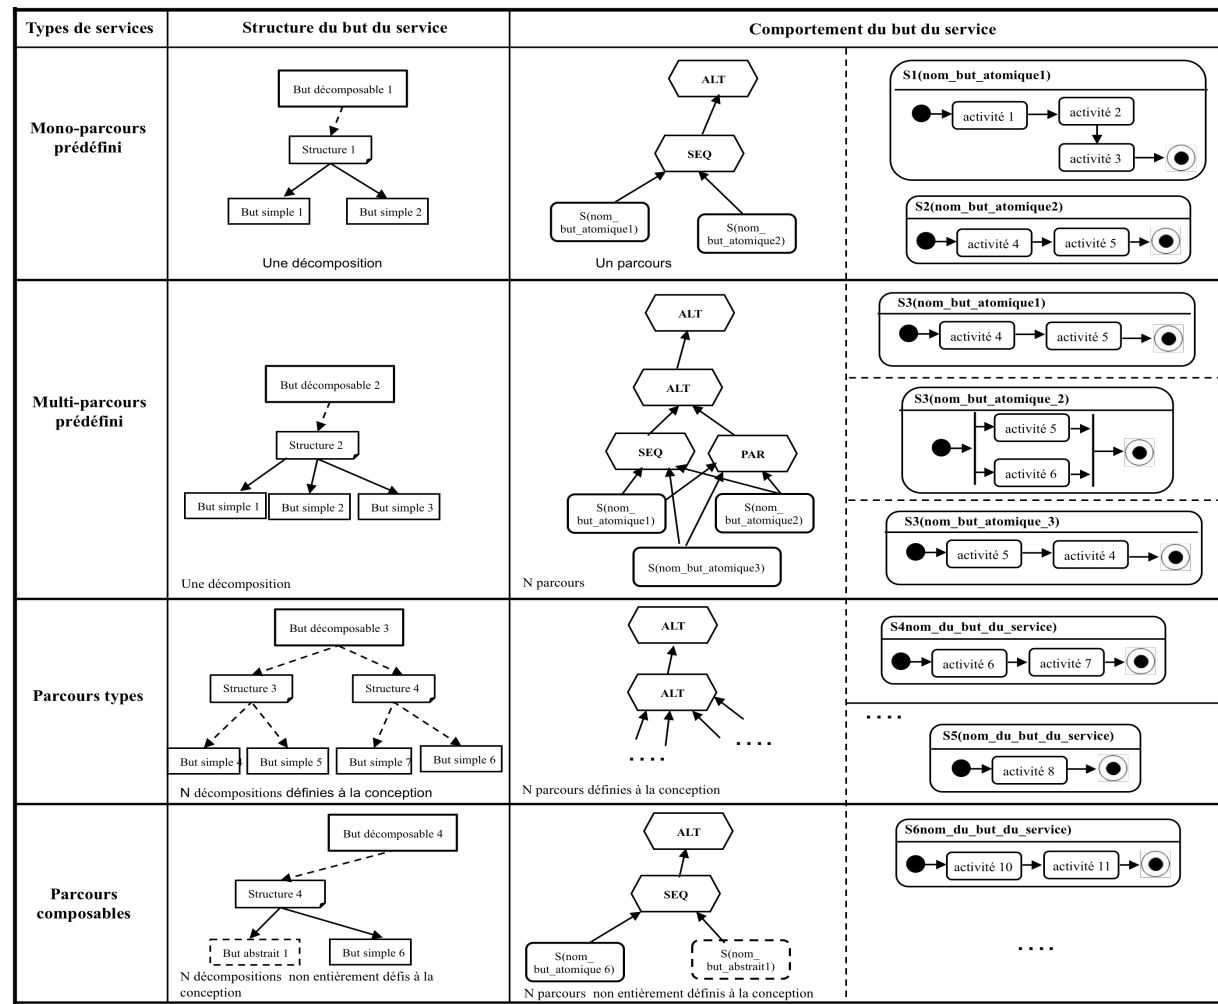 Types de services
Structure du but du service
Comportement du but du service
Mono-parcours
prédéfini
But décomposable 1
Structure 1
But simple 1
But simple 2
Une décomposition
ALT
SEQ
S(nom_
but_atomique1)
S(nom_
but_atomique2)
Un parcours
S1(nom_but_atomique1)
activité 1
activité 2
activité 3
S2(nom_but_atomique2)
activité 4
activité 5
Multi-parcours
prédéfini
But décomposable 2
Structure 2
But simple 1
But simple 2
But simple 3
Une décomposition
ALT
ALT
SEQ
PAR
S(nom_
but_atomique1)
S(nom_
but_atomique2)
S(nom_but_atomique3)
N parcours
S3(nom_but_atomique1)
activité 4
activité 5
S3(nom_but_atomique_2)
activité 5
activité 6
S3(nom_but_atomique_3)
activité 5
activité 4
Parcours types
But décomposable 3
Structure 3
Structure 4
But simple 4
But simple 5
But simple 7
But simple 6
N décompositions définies à la conception
ALT
ALT
....
....
N parcours définies à la conception
S4nom_du_but_du_service)
activité 6
activité 7
....
S5(nom_du_but_du_service)
activité 8
Parcours
composables
But décomposable 4
Structure 4
But abstrait 1
But simple 6
N décompositions non entièrement défis à la
conception
ALT
SEQ
S(nom_
but_atomique 6)
S(nom_
but_abstrait1)
N parcours non entièrement définis à la conception
S6nom_du_but_du_service)
activité 10
activité 11
....